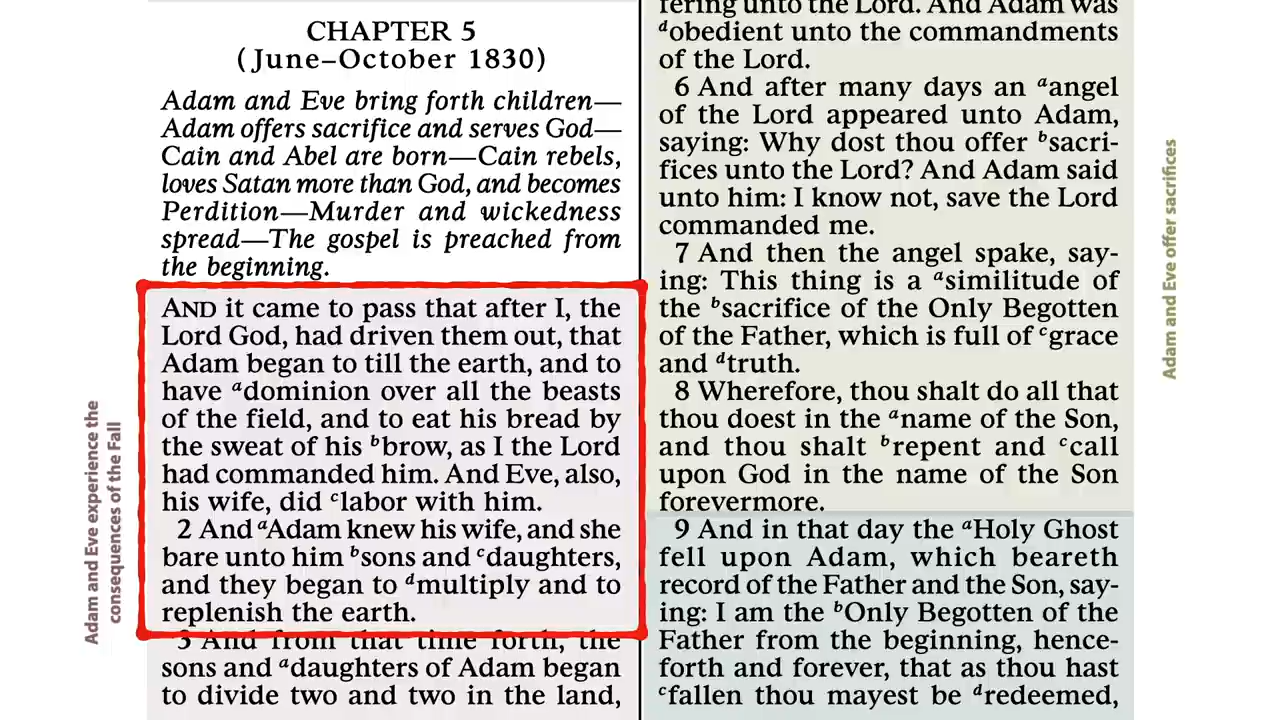 CHAPTER 5
(June–October 1830)
Adam and Eve bring forth children—
Adam offers sacrifice and serves God—
Cain and Abel are born—Cain rebels,
loves Satan more than God, and becomes
Perdition—Murder and wickedness
spread—The gospel is preached from
the beginning.
AND it came to pass that after I, the
Lord God, had driven them out, that
Adam began to till the earth, and to
have ᵃdominion over all the beasts
of the field, and to eat his bread by
the sweat of his ᵇbrow, as I the Lord
had commanded him. And Eve, also,
his wife, did ᶜlabor with him.
2 And ᵃAdam knew his wife, and she
bare unto him ᵇsons and ᶜdaughters,
and they began to ᵈmultiply and to
replenish the earth.
3 And from that time forth, the
sons and ᵃdaughters of Adam began
to divide two and two in the land,
fering unto the Lord. And Adam was
ᵈobedient unto the commandments
of the Lord.
6 And after many days an ᵃangel
of the Lord appeared unto Adam,
saying: Why dost thou offer ᵇsacri-
fices unto the Lord? And Adam said
unto him: I know not, save the Lord
commanded me.
7 And then the angel spake, say-
ing: This thing is a ᵃsimilitude of
the ᵇsacrifice of the Only Begotten
of the Father, which is full of ᶜgrace
and ᵈtruth.
8 Wherefore, thou shalt do all that
thou doest in the ᵃname of the Son,
and thou shalt ᵇrepent and ᶜcall
upon God in the name of the Son
forevermore.
9 And in that day the ᵃHoly Ghost
fell upon Adam, which beareth
record of the Father and the Son, say-
ing: I am the ᵇOnly Begotten of the
Father from the beginning, hence-
forth and forever, that as thou hast
ᶜfallen thou mayest be ᵈredeemed,
Adam and Eve experience the
consequences of the Fall
Adam and Eve offer sacrifices